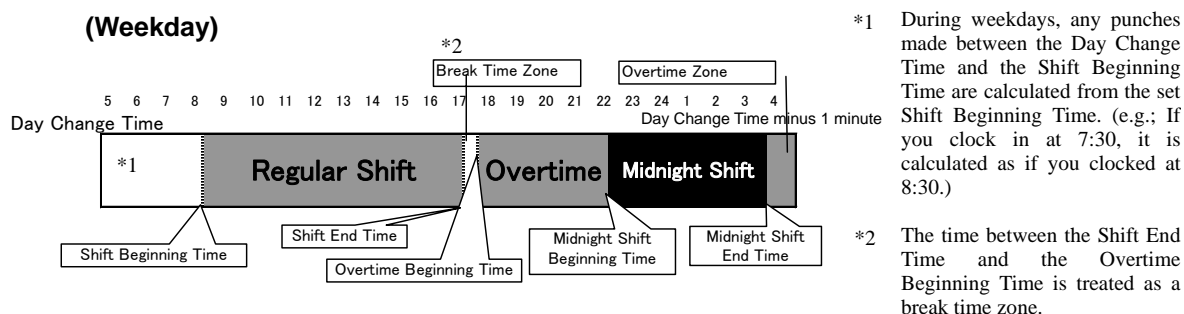 (Weekday)
*2
Break Time Zone
Overtime Zone
5 6 7 8 9 10 11 12 13 14 15 16 17 18 19 20 21 22 23 24 1 2 3 4
Day Change Time
Day Change Time minus 1 minute
*1
Regular Shift
Overtime
Midnight Shift
Shift Beginning Time
Shift End Time
Overtime Beginning Time
Midnight Shift
Beginning Time
Midnight Shift
End Time
*1 During weekdays, any punches
made between the Day Change
Time and the Shift Beginning
Time are calculated from the set
Shift Beginning Time. (e.g.; If
you clock in at 7:30, it is
calculated as if you clocked at
8:30.)
*2 The time between the Shift End
Time and the Overtime
Beginning Time is treated as a
break time zone.